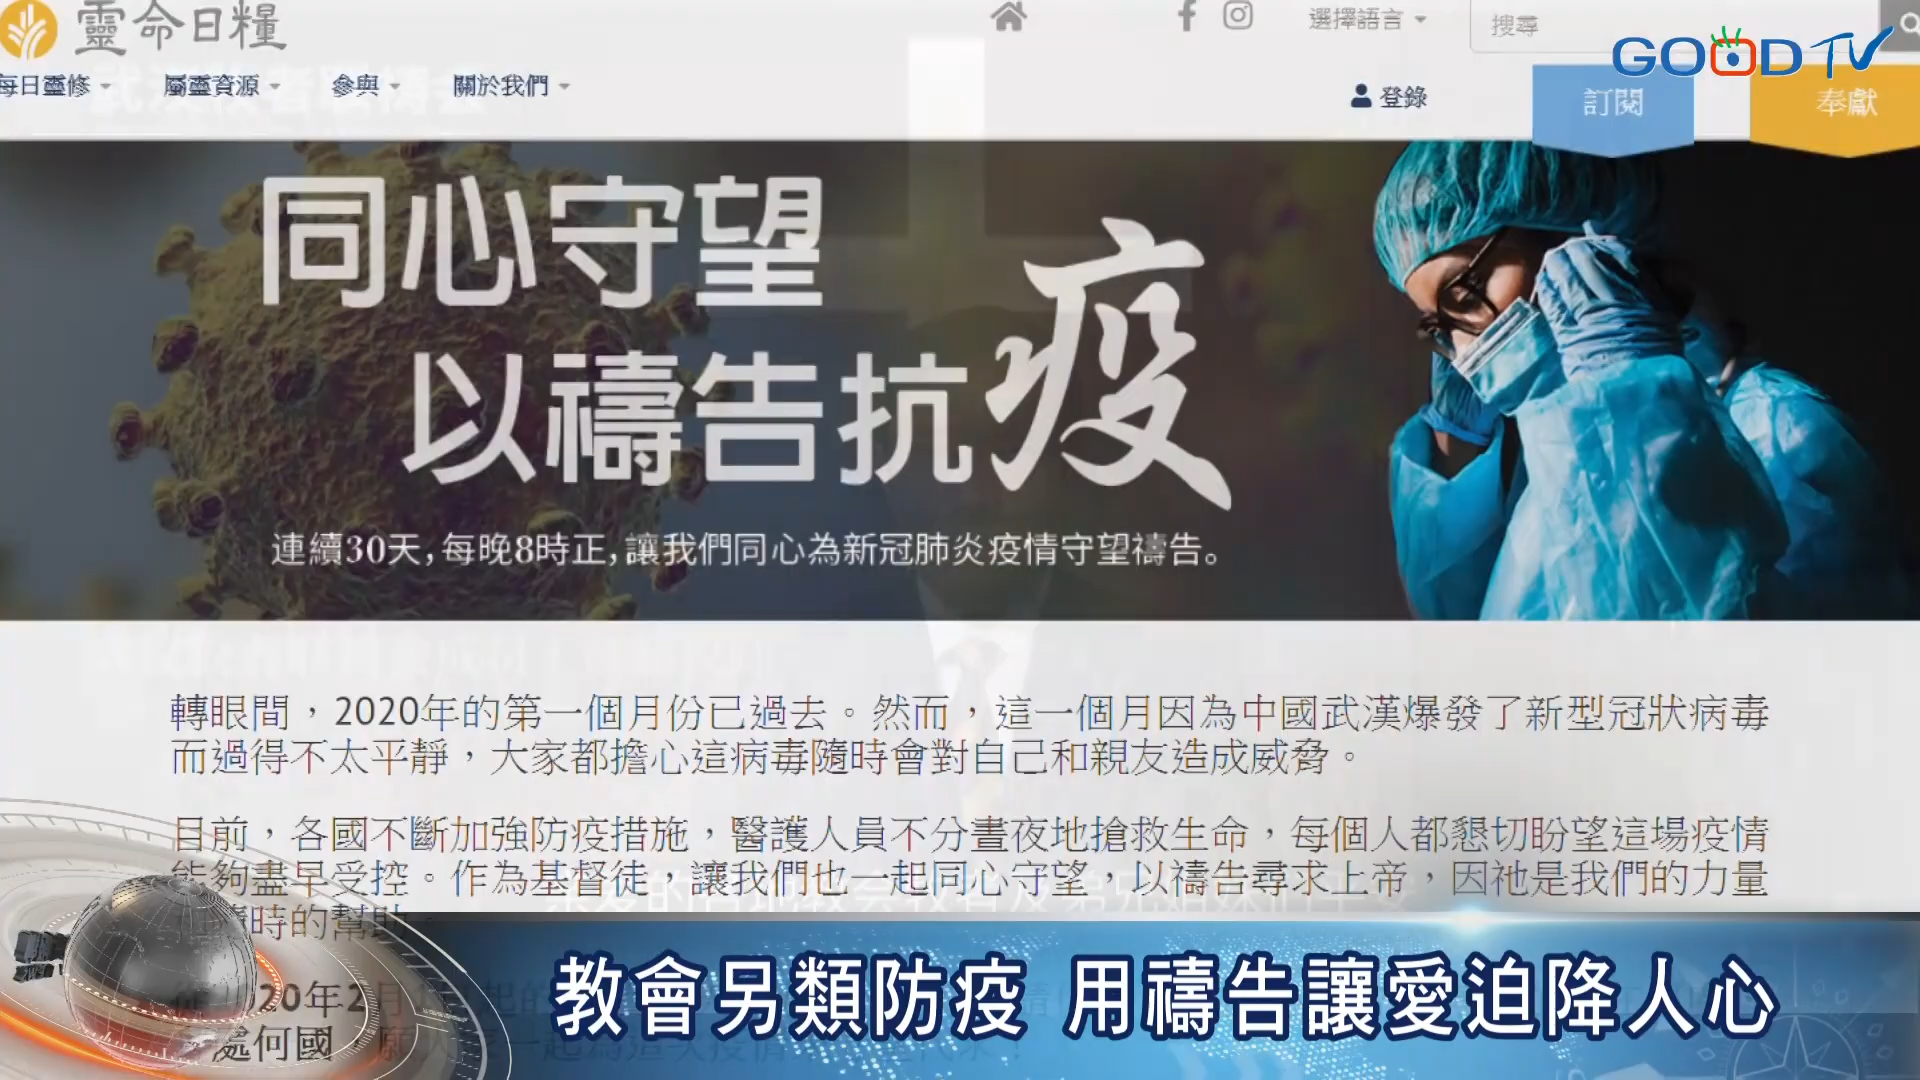 靈命日糧
選擇語言
搜尋
GOOD TV
每日靈修
屬靈資源
參與
關於我們
登錄
訂閱
奉獻
同心守望
以禱告抗疫
連續30天,每晚8時正,讓我們同心為新冠肺炎疫情守望禱告。
轉眼間，2020年的第一個月份已過去。然而，這一個月因為中國武漢爆發了新型冠狀病毒
而過得不太平靜，大家都擔心這病毒隨時會對自己和親友造成威脅。
目前，各國不斷加強防疫措施，醫護人員不分晝夜地搶救生命，每個人都懇切盼望這場疫情
能夠盡早受控。作為基督徒，讓我們也一起同心守望，以禱告尋求上帝，因祂是我們的力量
時的幫助
20年2月
處何國
教會另類防疫 用禱告讓愛迫降人心